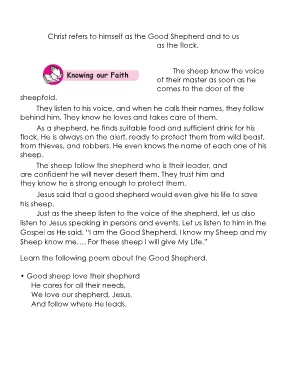 Christ refers to himself as the Good Shepherd and to us
as the flock.
Knowing our Faith
The sheep know the voice
of their master as soon as he
comes to the door of the
sheepfold.
They listen to his voice, and when he calls their names, they follow
behind him. They know he loves and takes care of them.
As a shepherd, he finds suitable food and sufficient drink for his
flock. He is always on the alert, ready to protect them from wild beast,
from thieves, and robbers. He even knows the name of each one of his
sheep.
The sheep follow the shepherd who is their leader, and
are confident he will never desert them. They trust him and
they know he is strong enough to protect them.
Jesus said that a good shepherd would even give his life to save
his sheep.
Just as the sheep listen to the voice of the shepherd, let us also
listen to Jesus speaking in persons and events. Let us listen to him in the
Gospel as He said, “I am the Good Shepherd. I know my Sheep and my
Sheep know me.... For these sheep I will give My Life.”
Learn the following poem about the Good Shepherd.
• Good sheep love their shepherd
He cares for all their needs,
We love our shepherd, Jesus,
And follow where He leads.